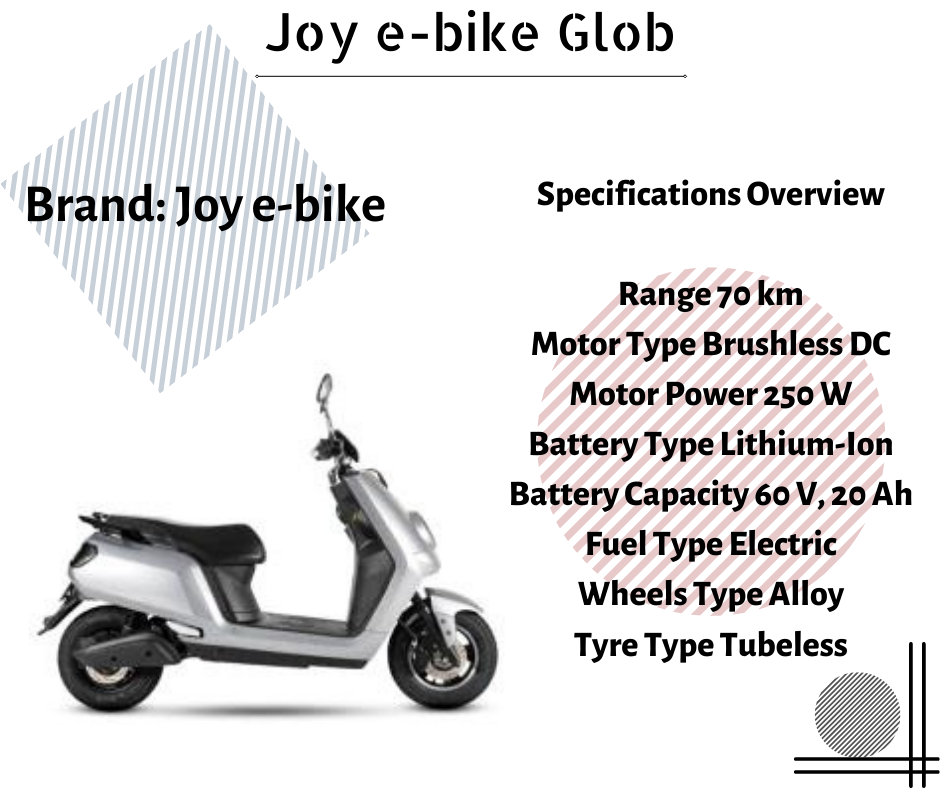 Joy e-bike Glob
Brand: Joy e-bike
Specifications Overview
Range 70 km
Motor Type Brushless DC
Motor Power 250 W
Battery Type Lithium-Ion
Battery Capacity 60 V, 20 Ah
Fuel Type Electric
Wheels Type Alloy
Tyre Type Tubeless